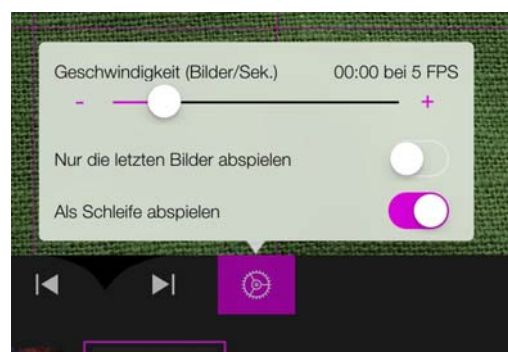 Geschwindigkeit (Bilder/Sek.) 00:00 bei 5 FPS
- +
Nur die letzten Bilder abspielen
Als Schleife abspielen